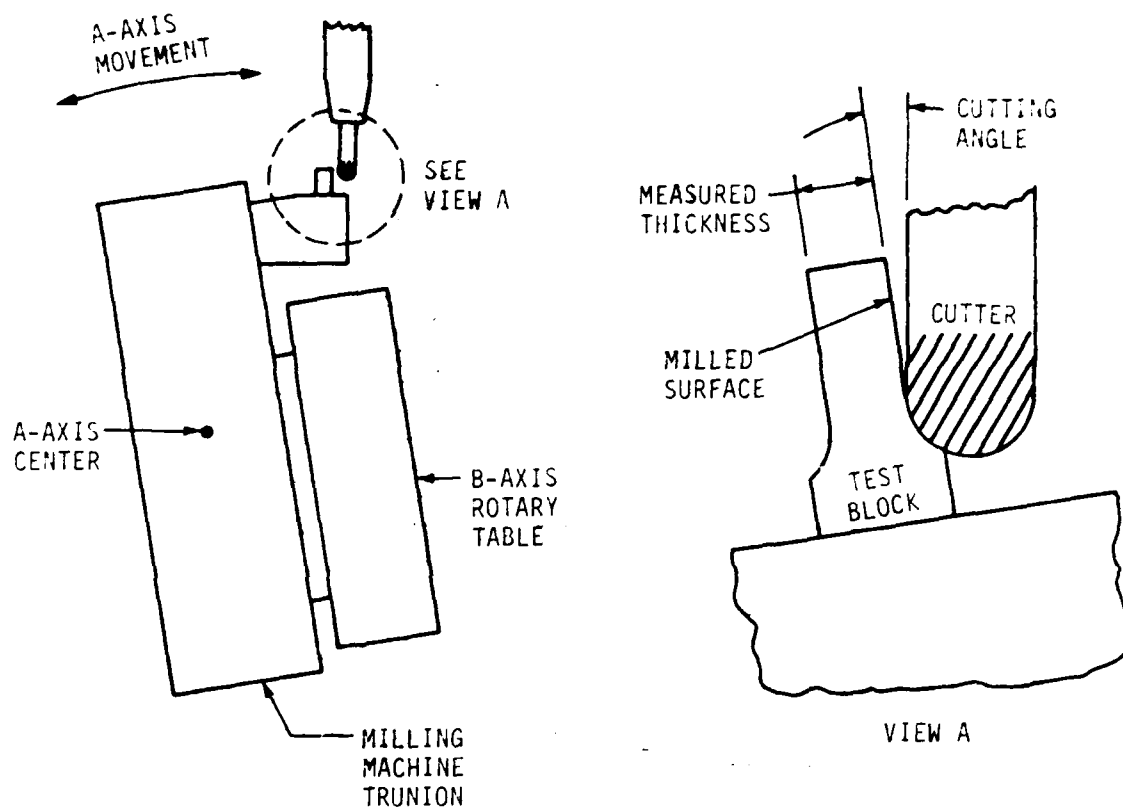 A-AXIS
MOVEMENT
SEE
VIEW A
A-AXIS
CENTER
B-AXIS
ROTARY
TABLE
MILLING
MACHINE
TRUNION
CUTTING
ANGLE
MEASURED
THICKNESS
CUTTER
MILLED
SURFACE
TEST
BLOCK
VIEW A